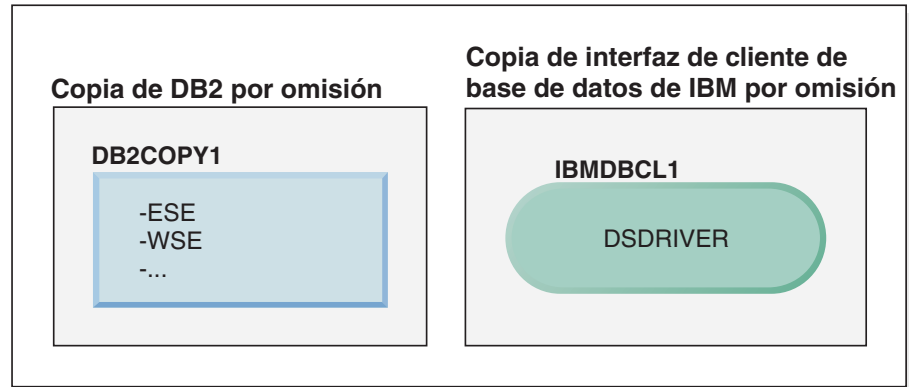 Copia de DB2 por omisión
DB2COPY1
-ESE
-WSE
-...
Copia de interfaz de cliente de
base de datos de IBM por omisión
IBMDBCL1
DSDRIVER